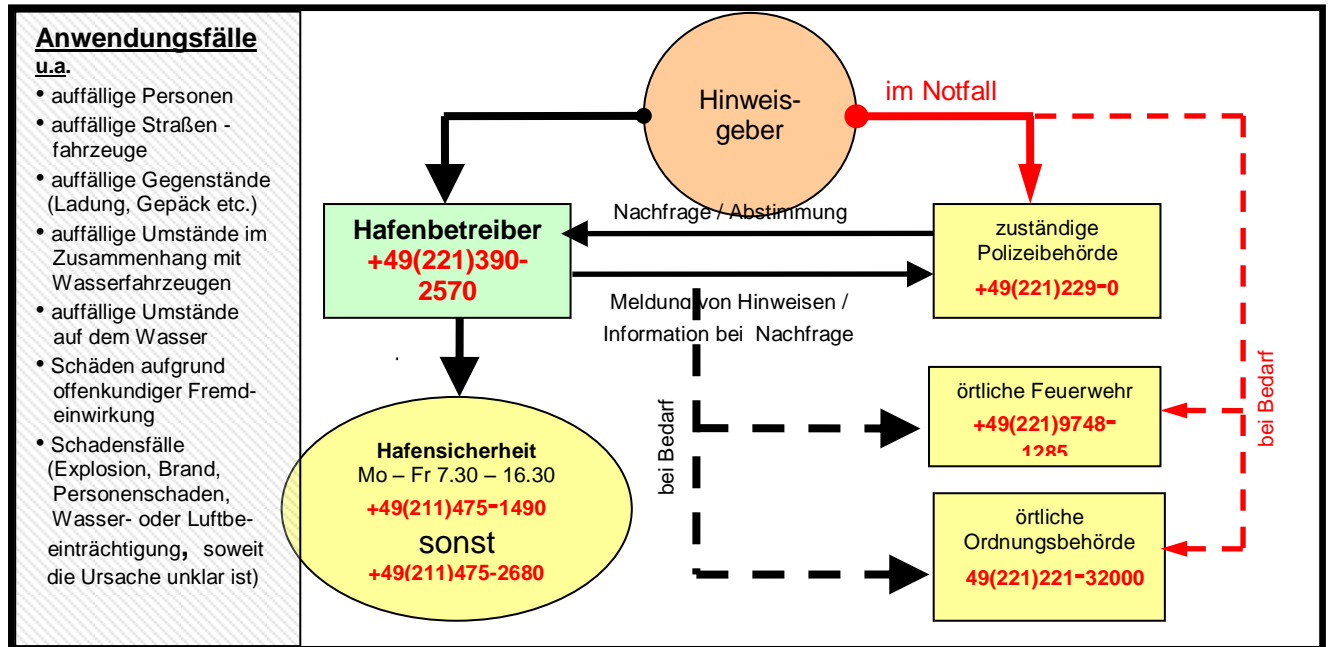 Anwendungsfälle
u.a.
• auffällige Personen
• auffällige Straßen -
fahrzeuge
• auffällige Gegenstände
(Ladung, Gepäck etc.)
• auffällige Umstände im
Zusammenhang mit
Wasserfahrzeugen
• auffällige Umstände
auf dem Wasser
• Schäden aufgrund
offenkundiger Fremd-
einwirkung
• Schadensfälle
(Explosion, Brand,
Personenschaden,
Wasser- oder Luftbe-
einträchtigung, soweit
die Ursache unklar ist)
Hinweis-
geber
im Notfall
Hafenbetreiber
+49(221)390-
2570
Nachfrage / Abstimmung
Meldung von Hinweisen /
Information bei Nachfrage
zuständige
Polizeibehörde
+49(221)229-0
Hafensicherheit
Mo – Fr 7.30 – 16.30
+49(211)475-1490
sonst
+49(211)475-2680
bei Bedarf
örtliche Feuerwehr
+49(221)9748-
1285
örtliche
Ordnungsbehörde
49(221)221-32000
bei Bedarf